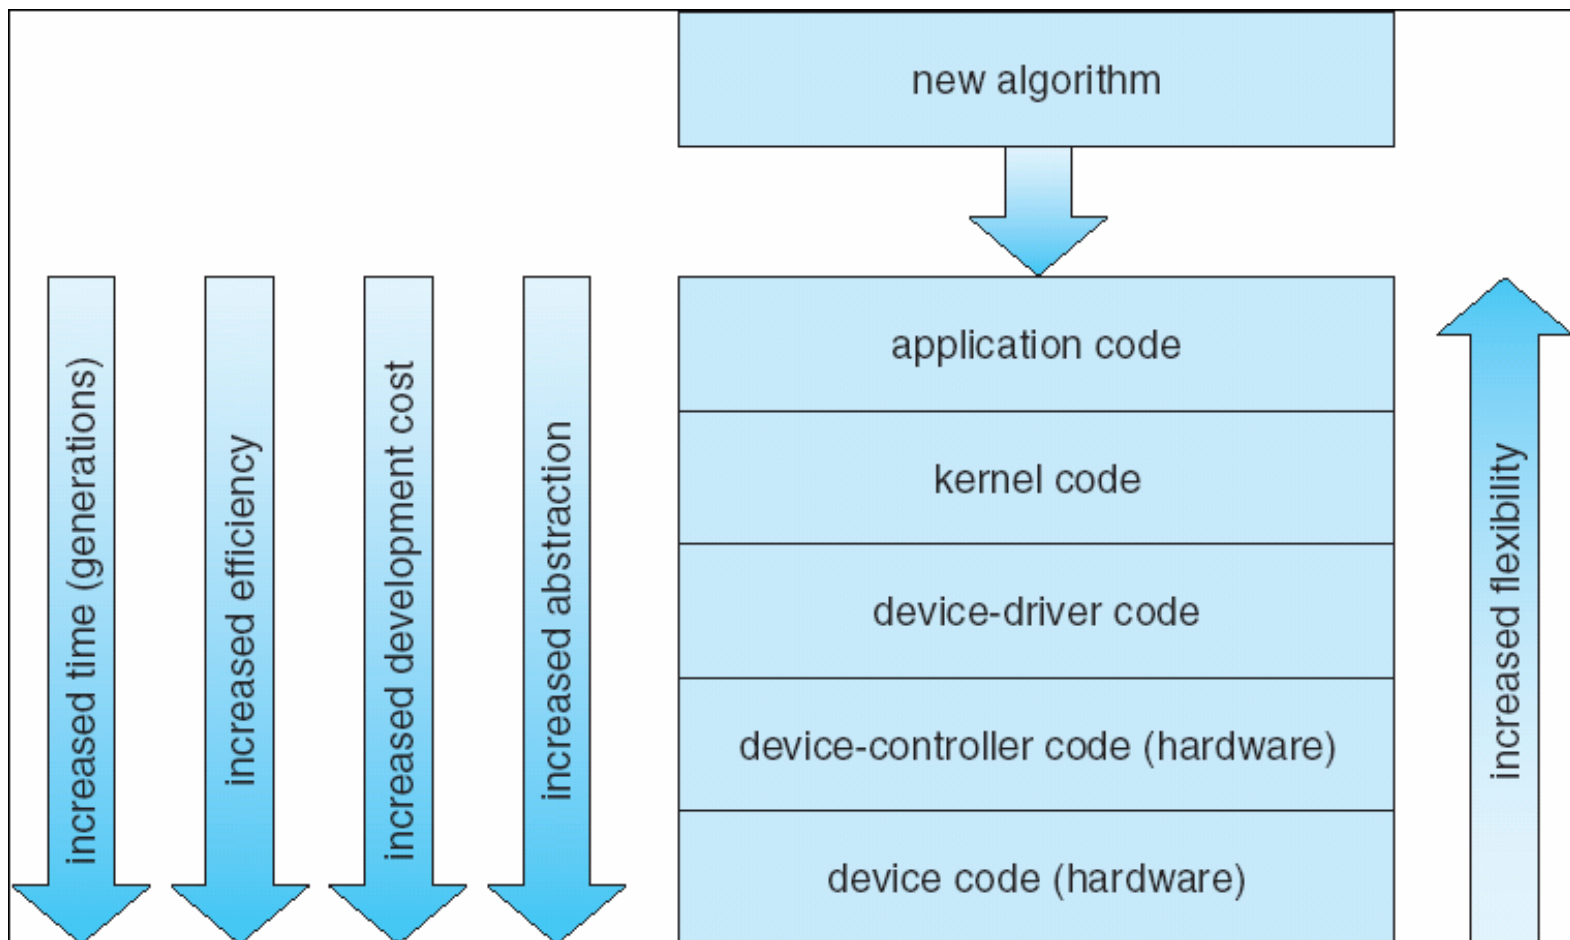 new algorithm
application code
kernel code
device-driver code
device-controller code (hardware)
device code (hardware)
increased time (generations)
increased efficiency
increased development cost
increased abstraction
increased flexibility